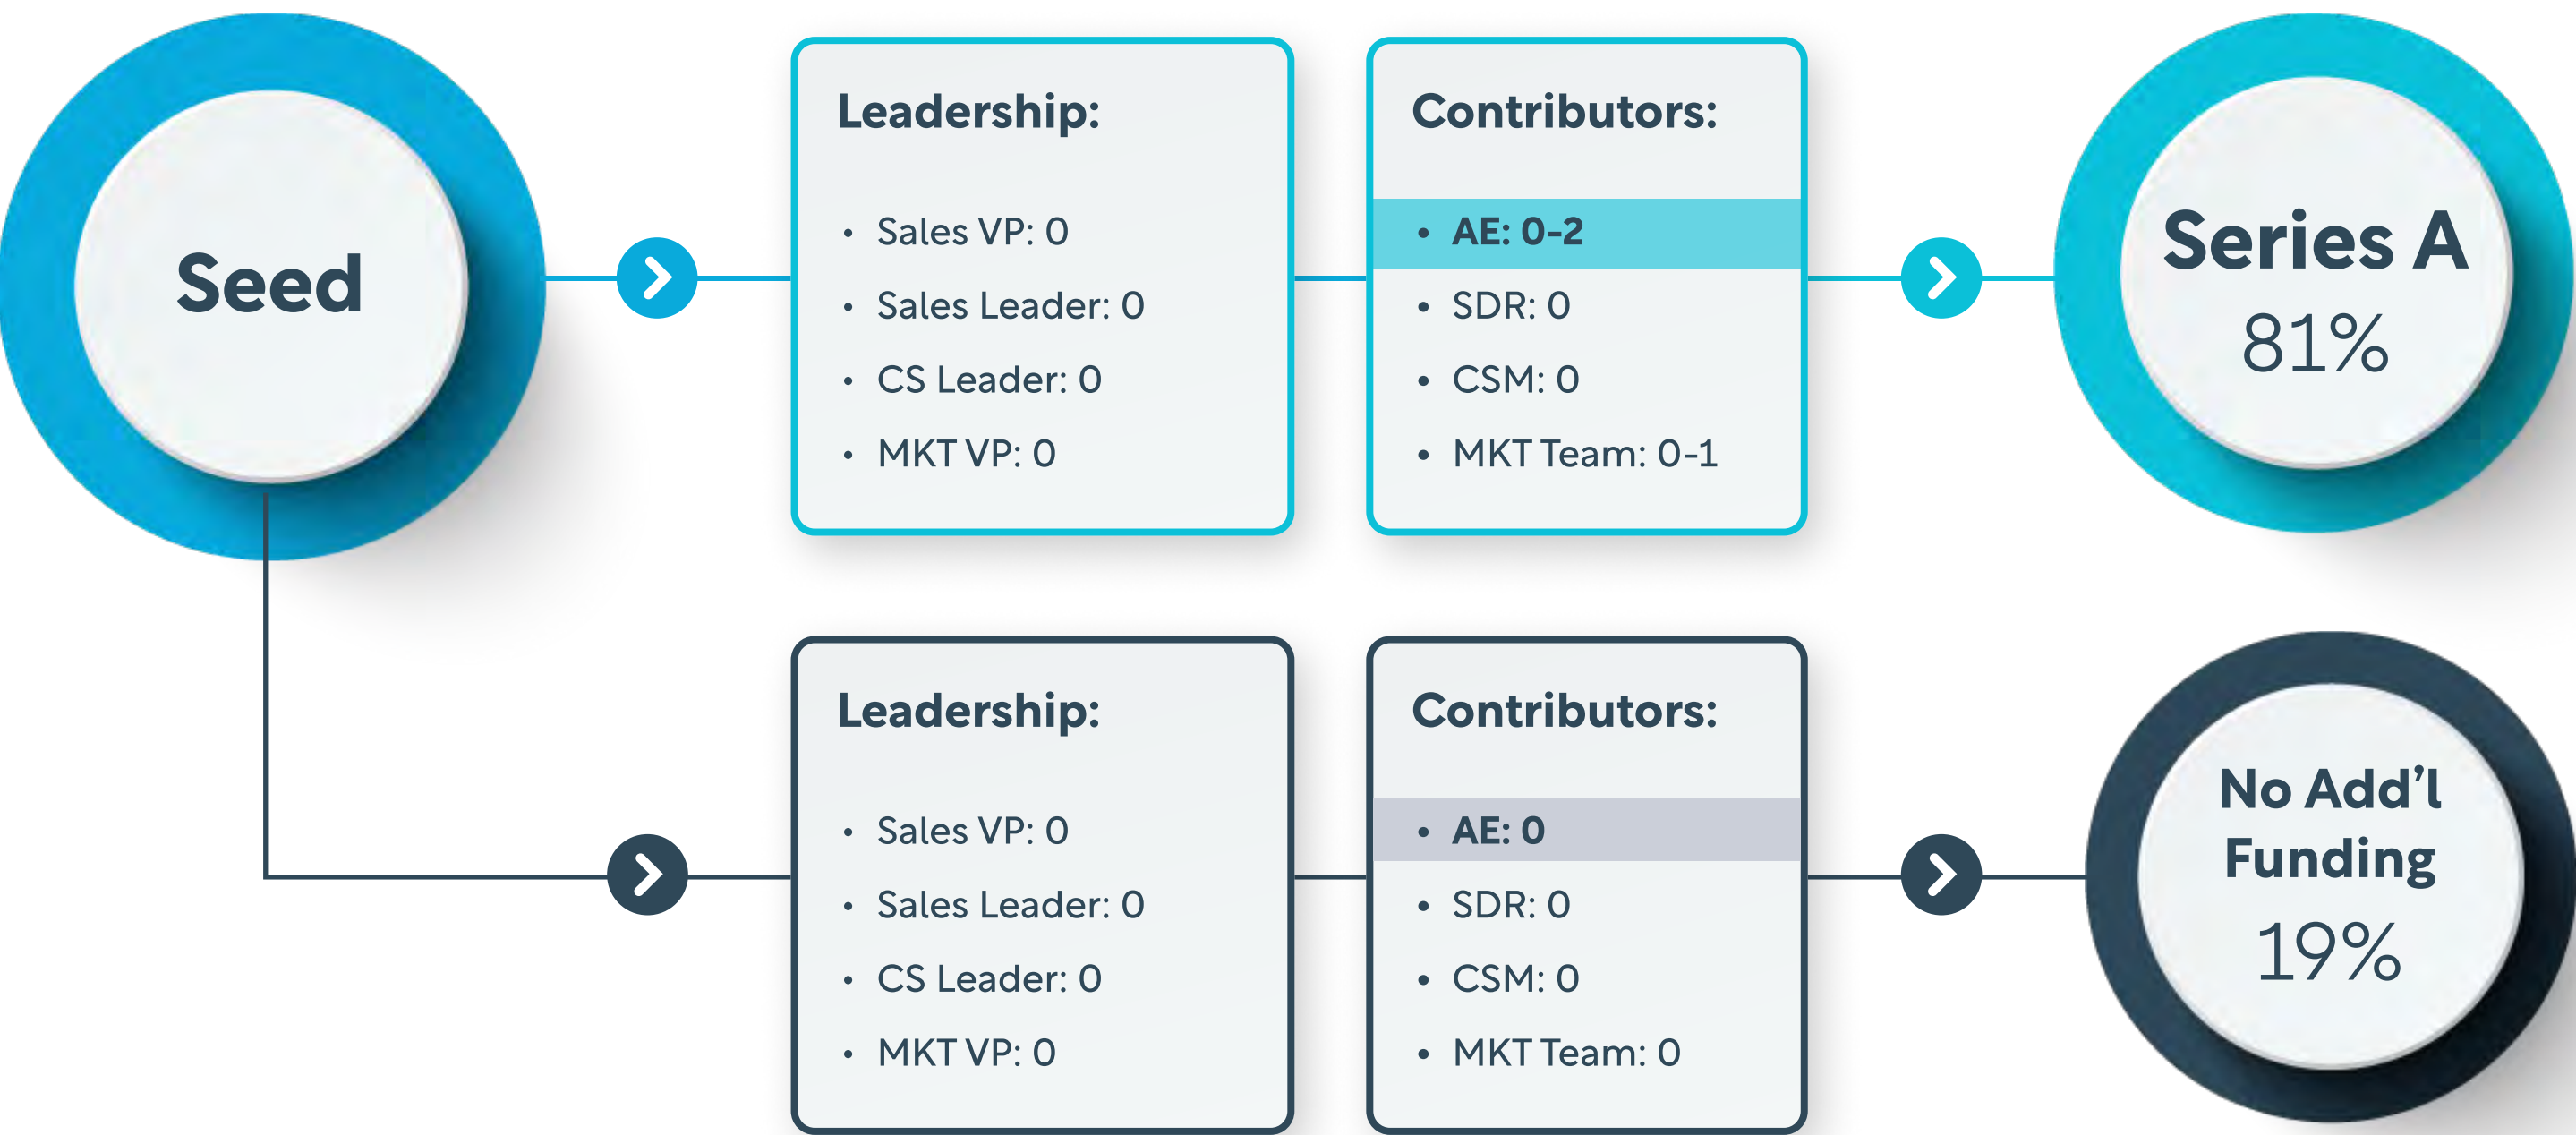 Seed
Leadership:
• Sales VP: 0
• Sales Leader: 0
• CS Leader: 0
• MKT VP: 0
Contributors:
• AE: 0-2
• SDR: 0
• CSM: 0
• MKT Team: 0-1
Series A
81%
Leadership:
• Sales VP: 0
• Sales Leader: 0
• CS Leader: 0
• MKT VP: 0
Contributors:
• AE: 0
• SDR: 0
• CSM: 0
• MKT Team: 0
No Add’l
Funding
19%